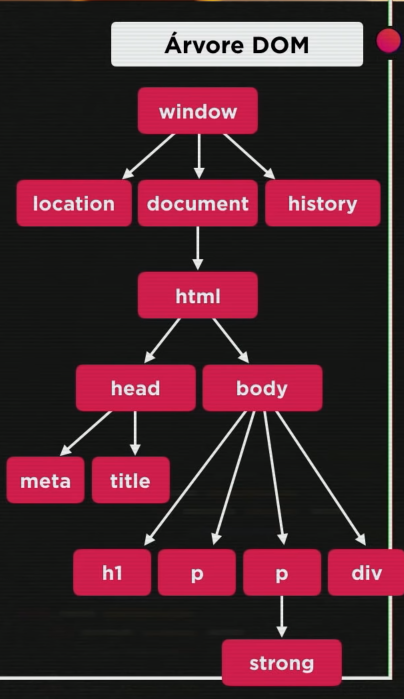 Árvore DOM
window
location document history
html
head body
meta title
h1 p p div
strong